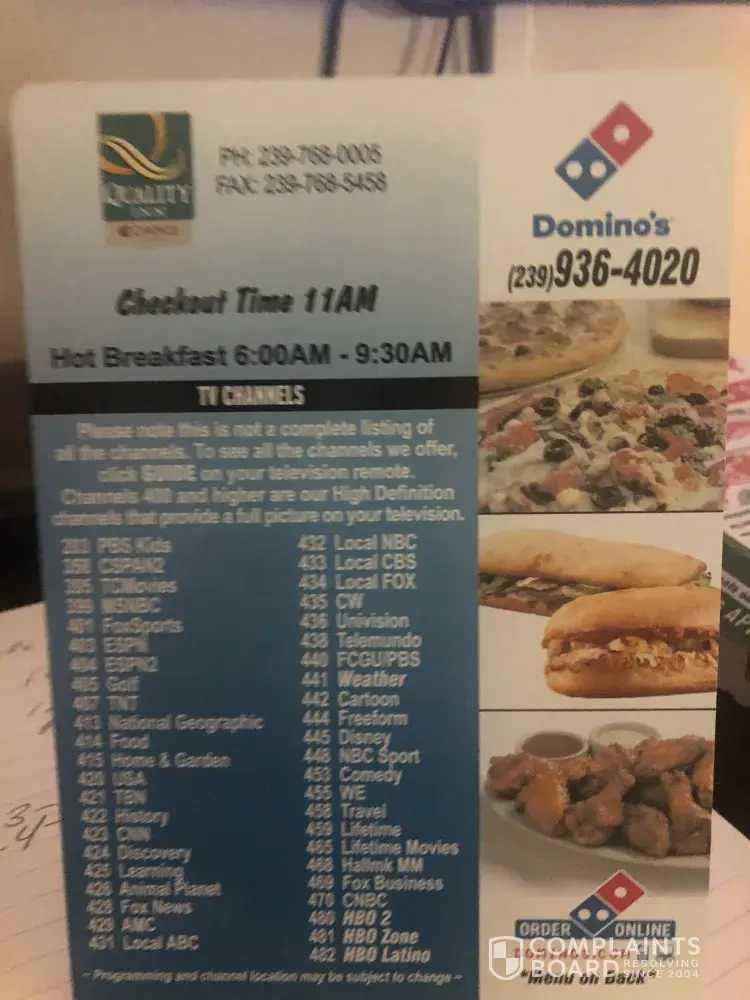 QUALITY
INN
PH: 239-768-0005
FAX: 239-768-5458
Checkout Time 11AM
Hot Breakfast 6:00AM - 9:30AM
TV CHANNELS
Please note this is not a complete listing of
all the channels. To see all the channels we offer,
click GUIDE on your television remote.
Channels 400 and higher are our High Definition
channels that provide a full picture on your television.
PBS Kids
CSPAN2
395 TCMovies
399 MSNBC
401 FoxSports
403 ESPN
404 ESPN2
405 Golf
407 TNT
413 National Geographic
414 Food
415 Home & Garden
420 USA
421 TBN
422 History
423 CNN
424 Discovery
425 Learning
426 Animal Planet
428 Fox News
429 AMC
431 Local ABC
432 Local NBC
433 Local CBS
434 Local FOX
435 CW
436 Univision
438 Telemundo
440 FCGU/PBS
441 Weather
442 Cartoon
444 Freeform
445 Disney
448 NBC Sport
453 Comedy
455 WE
458 Travel
459 Lifetime
465 Lifetime Movies
468 Hallmk MM
469 Fox Business
470 CNBC
480 HBO 2
481 HBO Zone
482 HBO Latino
~ Programming and channel location may be subject to change ~
Domino's
(239)936-4020
ORDER ONLINE
*Menu on Back*
COMPLAINTS
BOARD RESOLVING
SINCE 2004